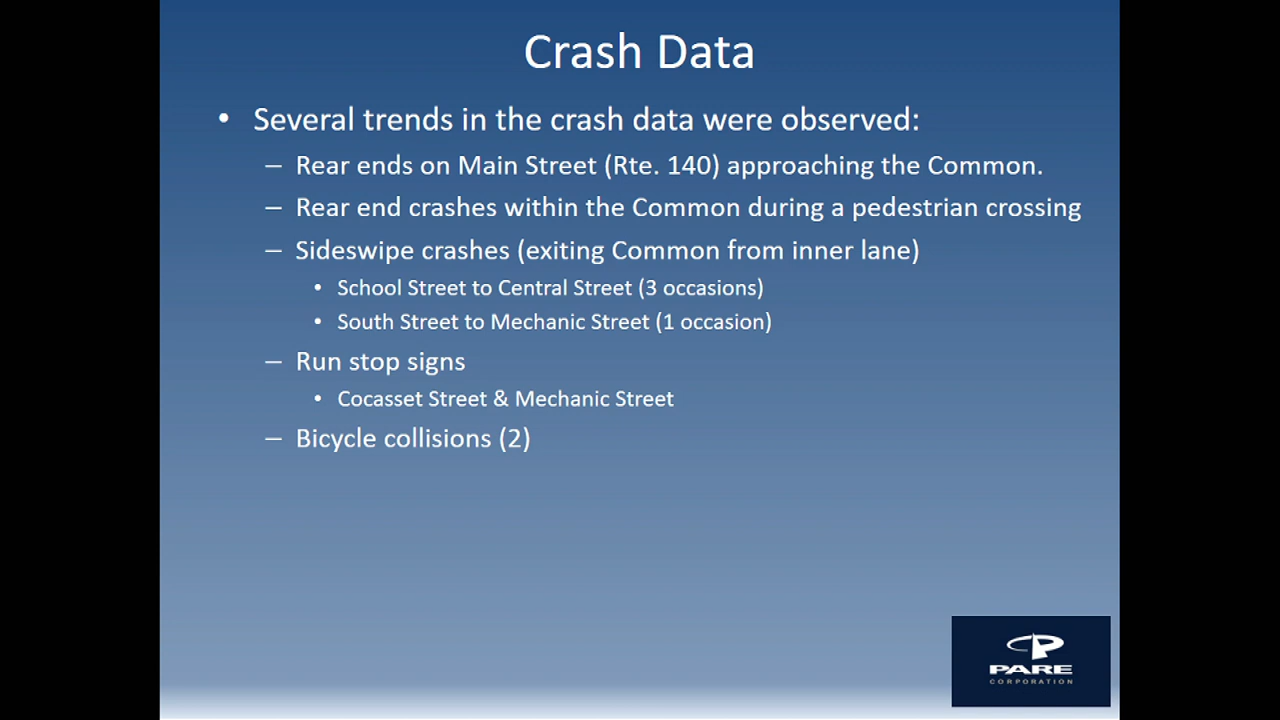 Crash Data
• Several trends in the crash data were observed:
– Rear ends on Main Street (Rte. 140) approaching the Common.
– Rear end crashes within the Common during a pedestrian crossing
– Sideswipe crashes (exiting Common from inner lane)
• School Street to Central Street (3 occasions)
• South Street to Mechanic Street (1 occasion)
– Run stop signs
• Cocasset Street & Mechanic Street
– Bicycle collisions (2)
PARE
CORPORATION